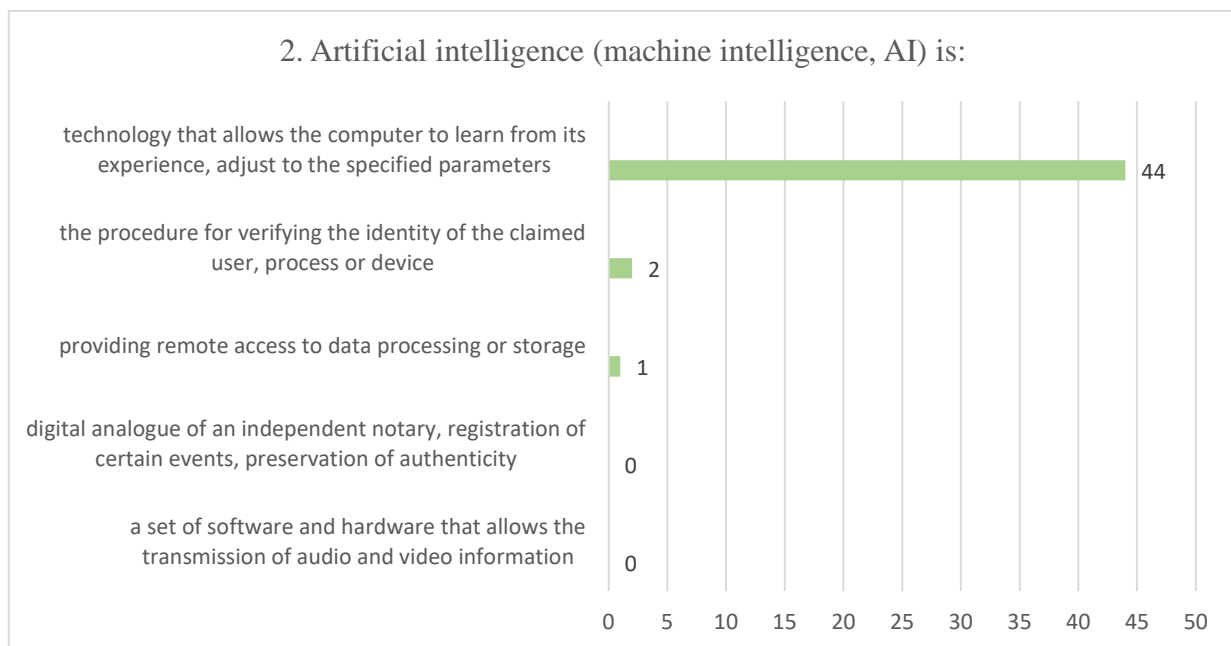 2. Artificial intelligence (machine intelligence, AI) is:
technology that allows the computer to learn from its
experience, adjust to the specified parameters
44
the procedure for verifying the identity of the claimed
user, process or device
2
providing remote access to data processing or storage
1
digital analogue of an independent notary, registration of
certain events, preservation of authenticity
0
a set of software and hardware that allows the
transmission of audio and video information
0
0 5 10 15 20 25 30 35 40 45 50